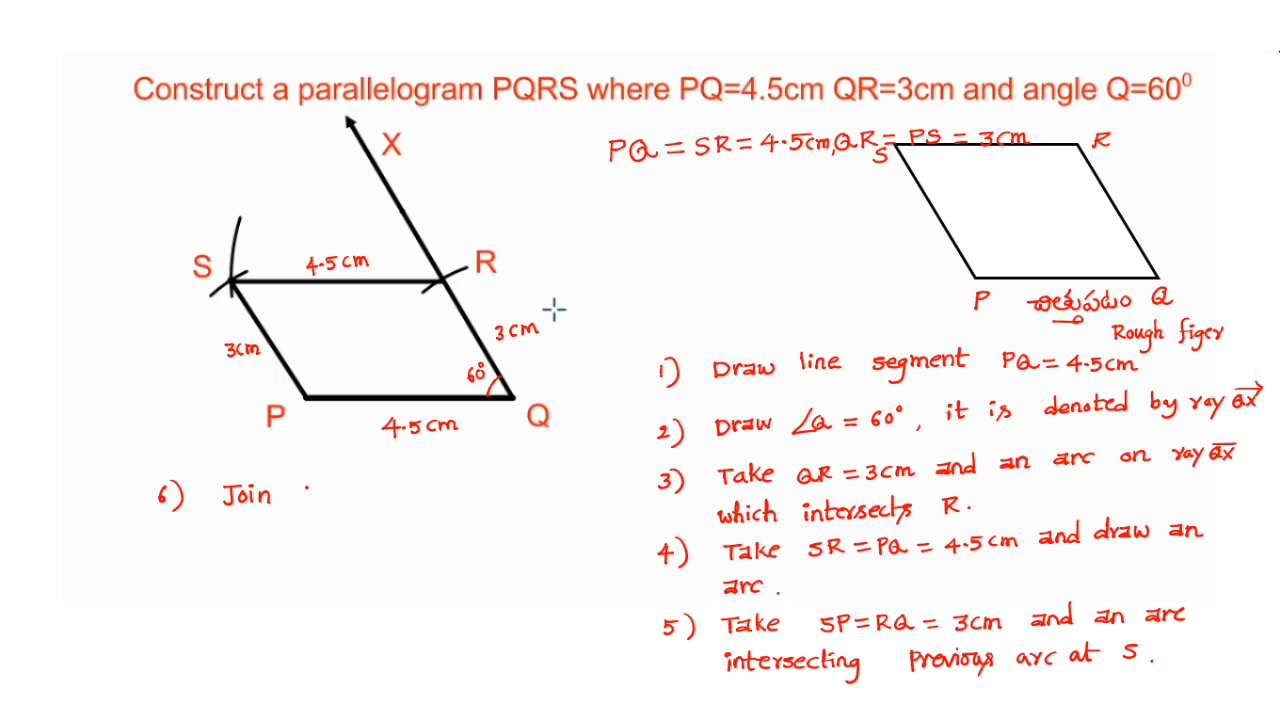 Construct a parallelogram PQRS where PQ=4.5cm QR=3cm and angle Q=60⁰
PQ = SR = 4.5cm, QR = PS = 3cm
X
S
R
4.5cm
3cm
3cm
60°
P
Q
4.5cm
S
R
P
చిత్తుపటం
Q
Rough figer
1) Draw line segment PQ = 4.5cm
2) Draw ∠Q = 60°, it is denoted by ray QX
3) Take QR = 3cm and an arc on ray QX
which intersects R.
4) Take SR = PQ = 4.5cm and draw an
arc.
5) Take SP = RQ = 3cm and an arc
intersecting previous arc at S.
6) Join